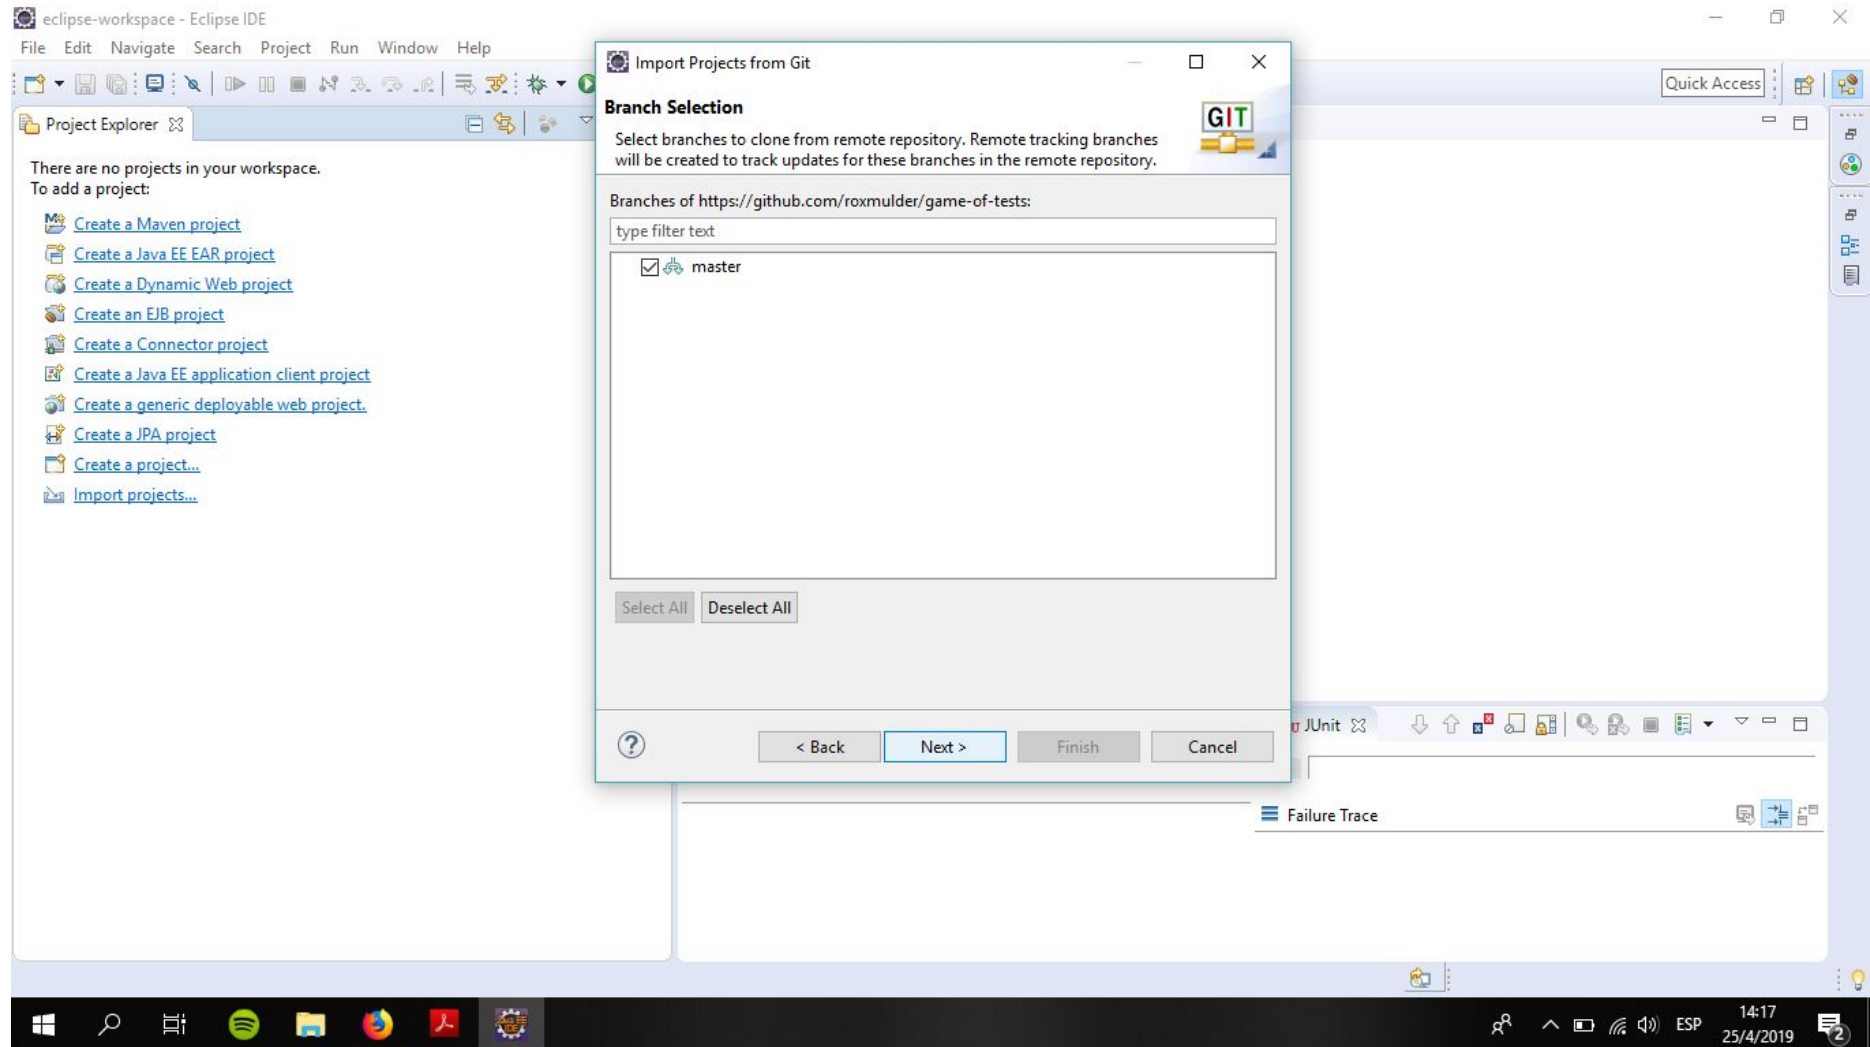 eclipse-workspace - Eclipse IDE
File Edit Navigate Search Project Run Window Help
Quick Access
Project Explorer
There are no projects in your workspace.
To add a project:
Create a Maven project
Create a Java EE EAR project
Create a Dynamic Web project
Create an EJB project
Create a Connector project
Create a Java EE application client project
Create a generic deployable web project.
Create a JPA project
Create a project...
Import projects...
Import Projects from Git
Branch Selection
GIT
Select branches to clone from remote repository. Remote tracking branches
will be created to track updates for these branches in the remote repository.
Branches of https://github.com/roxmulder/game-of-tests:
type filter text
master
Select All Deselect All
< Back Next > Finish Cancel
JUnit
Failure Trace
ESP
14:17
25/4/2019
2